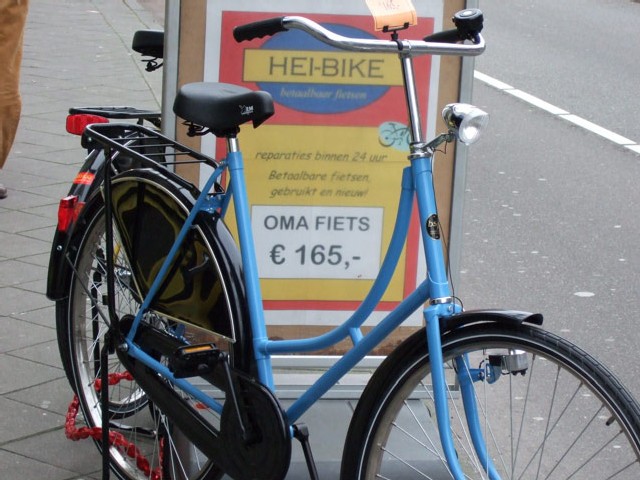 HEI-BIKE
betaalbaar fietsen
reparaties binnen 24 uur
Betaalbare fietsen,
gebruikt en nieuw!
OMA FIETS
€ 165,-